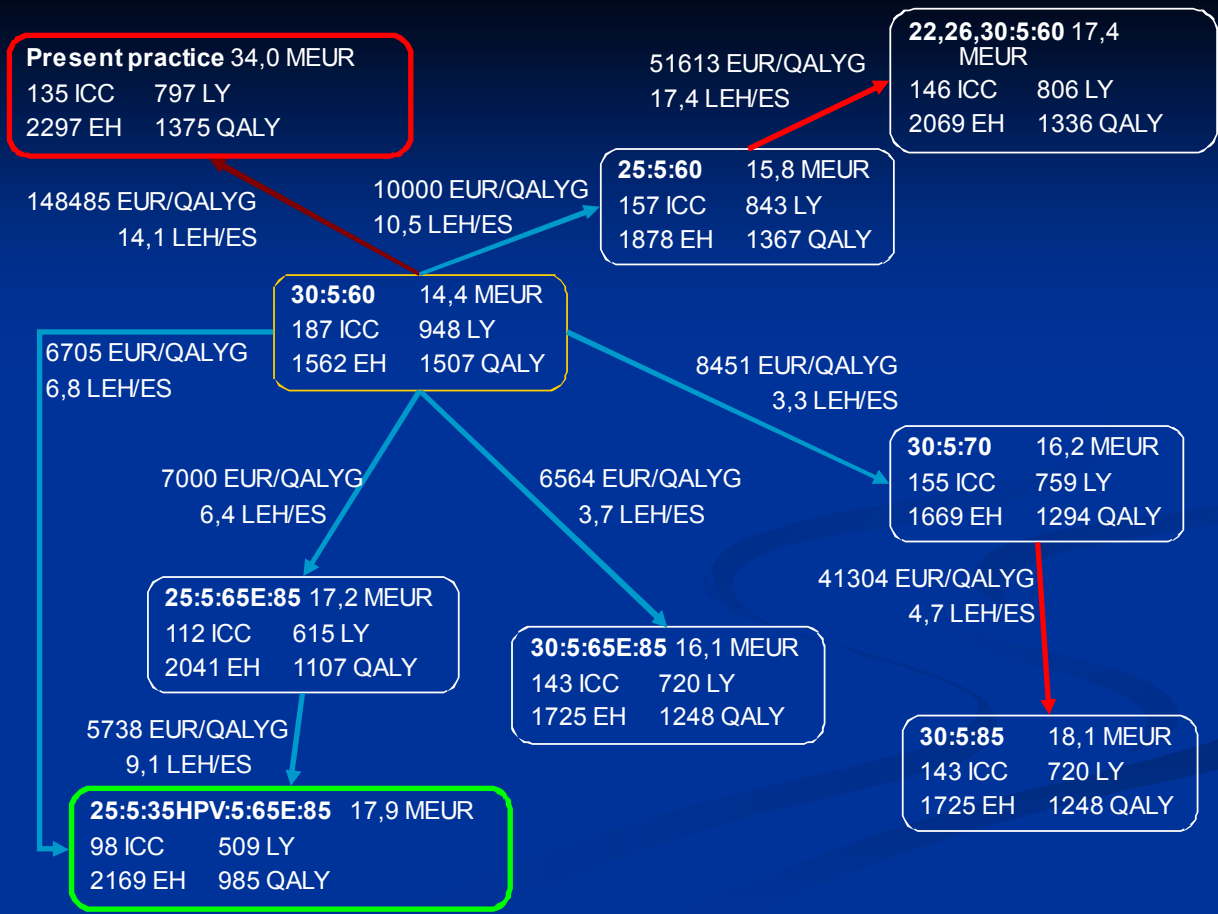 Present practice 34,0 MEUR
135 ICC 797 LY
2297 EH 1375 QALY
51613 EUR/QALYG
17,4 LEH/ES
22,26,30:5:60 17,4
MEUR
146 ICC 806 LY
2069 EH 1336 QALY
148485 EUR/QALYG
14,1 LEH/ES
10000 EUR/QALYG
10,5 LEH/ES
25:5:60 15,8 MEUR
157 ICC 843 LY
1878 EH 1367 QALY
30:5:60 14,4 MEUR
187 ICC 948 LY
1562 EH 1507 QALY
6705 EUR/QALYG
6,8 LEH/ES
8451 EUR/QALYG
3,3 LEH/ES
7000 EUR/QALYG
6,4 LEH/ES
6564 EUR/QALYG
3,7 LEH/ES
30:5:70 16,2 MEUR
155 ICC 759 LY
1669 EH 1294 QALY
25:5:65E:85 17,2 MEUR
112 ICC 615 LY
2041 EH 1107 QALY
30:5:65E:85 16,1 MEUR
143 ICC 720 LY
1725 EH 1248 QALY
41304 EUR/QALYG
4,7 LEH/ES
5738 EUR/QALYG
9,1 LEH/ES
30:5:85 18,1 MEUR
143 ICC 720 LY
1725 EH 1248 QALY
25:5:35HPV:5:65E:85 17,9 MEUR
98 ICC 509 LY
2169 EH 985 QALY